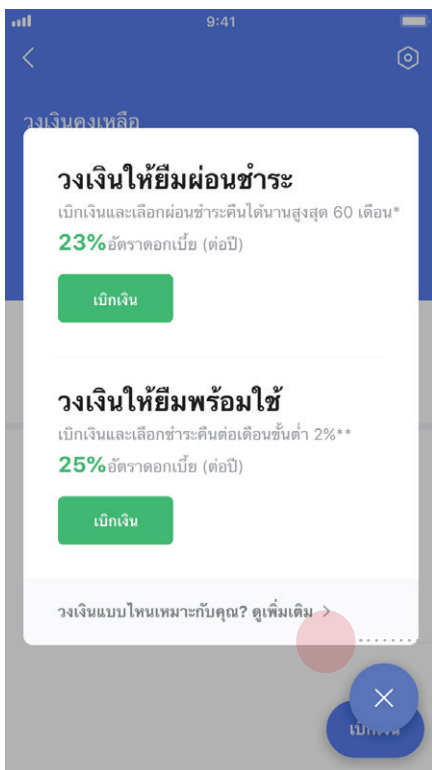 9:41
วงเงินคงเหลือ
วงเงินให้ยืมผ่อนชำระ
เบิกเงินและเลือกผ่อนชำระคืนได้นานสูงสุด 60 เดือน*
23% อัตราดอกเบี้ย (ต่อปี)
เบิกเงิน
วงเงินให้ยืมพร้อมใช้
เบิกเงินและเลือกชำระคืนต่อเดือนขั้นต่ำ 2%**
25% อัตราดอกเบี้ย (ต่อปี)
เบิกเงิน
วงเงินแบบไหนเหมาะกับคุณ? ดูเพิ่มเติม >